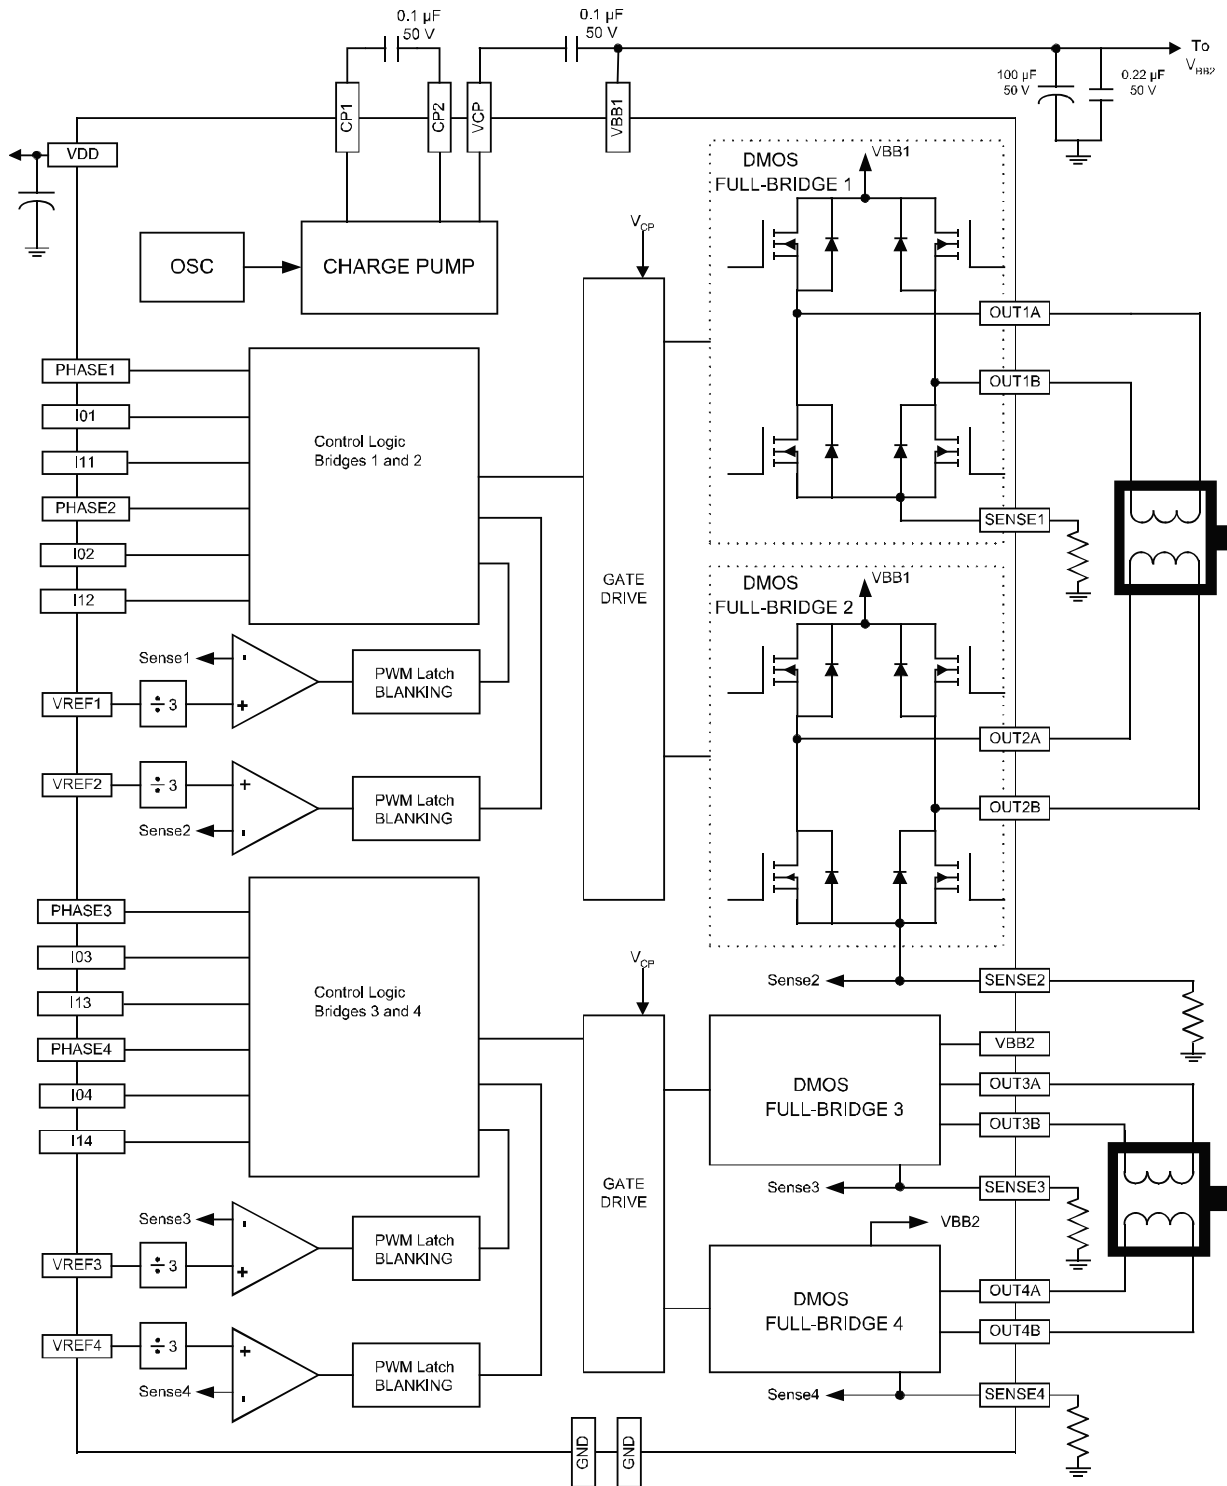 0.1 µF
50 V
0.1 µF
50 V
To
VBB2
100 µF
50 V
0.22 µF
50 V
CP1
CP2
VCP
VBB1
VDD
OSC
CHARGE PUMP
VCP
DMOS
FULL-BRIDGE 1
VBB1
OUT1A
OUT1B
SENSE1
PHASE1
I01
I11
PHASE2
I02
I12
Control Logic
Bridges 1 and 2
GATE
DRIVE
DMOS
FULL-BRIDGE 2
VBB1
OUT2A
OUT2B
Sense1
-
VREF1
÷ 3
+
PWM Latch
BLANKING
VREF2
÷ 3
+
Sense2
-
PWM Latch
BLANKING
PHASE3
I03
I13
PHASE4
I04
I14
Control Logic
Bridges 3 and 4
VCP
Sense2
SENSE2
VBB2
DMOS
FULL-BRIDGE 3
OUT3A
OUT3B
GATE
DRIVE
Sense3
SENSE3
VBB2
DMOS
FULL-BRIDGE 4
OUT4A
OUT4B
Sense4
SENSE4
Sense3
-
VREF3
÷ 3
+
PWM Latch
BLANKING
VREF4
÷ 3
+
Sense4
-
PWM Latch
BLANKING
GND
GND